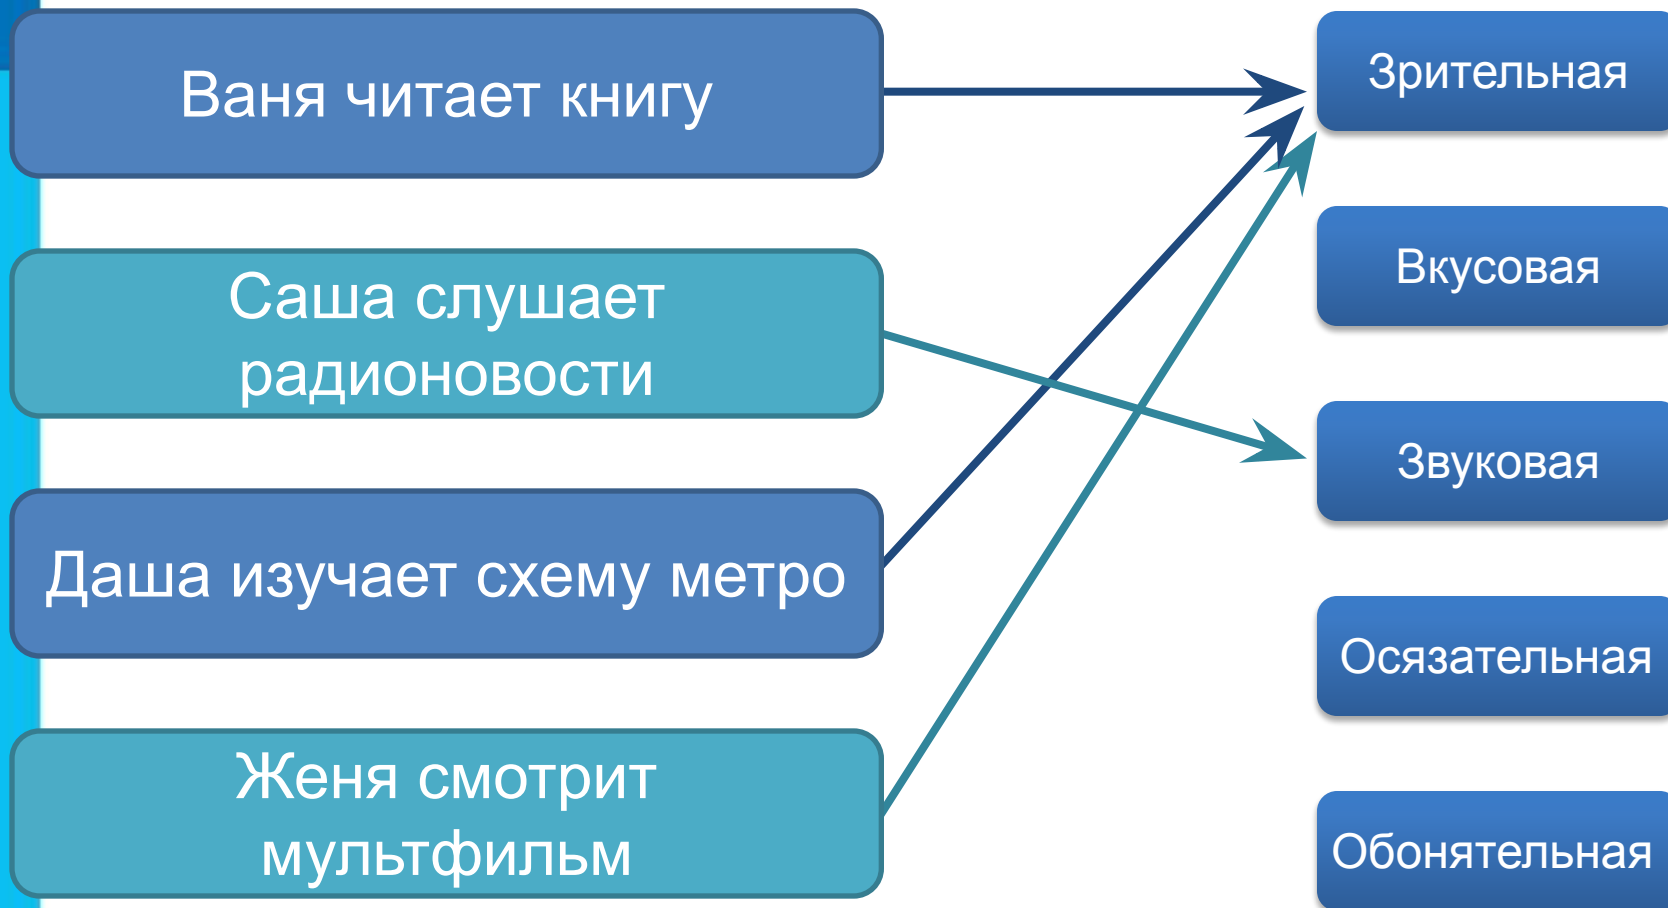 Ваня читает книгу
Саша слушает
радионовости
Даша изучает схему метро
Женя смотрит
мультфильм
Зрительная
Вкусовая
Звуковая
Осязательная
Обонятельная